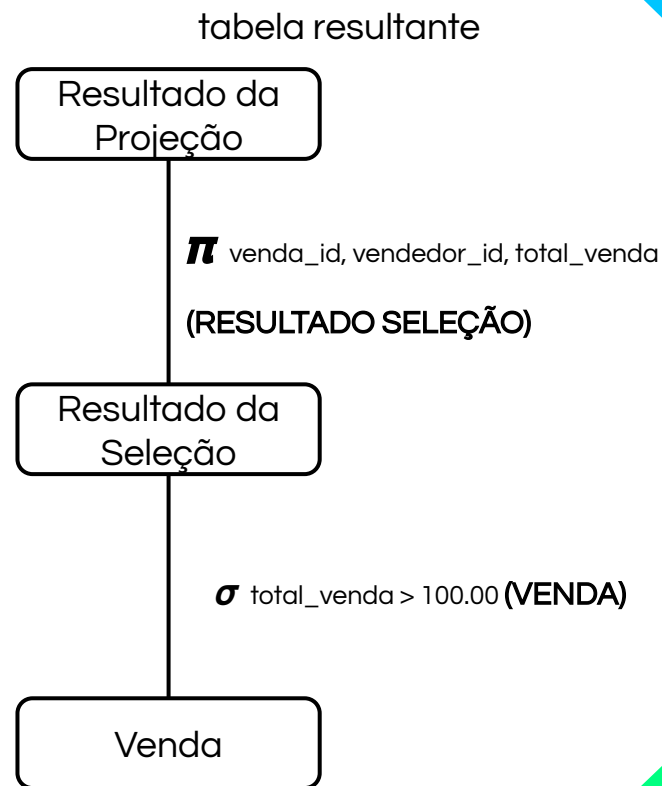 tabela resultante
Resultado da
Projeção
π venda_id, vendedor_id, total_venda
(RESULTADO SELEÇÃO)
Resultado da
Seleção
σ total_venda > 100.00 (VENDA)
Venda